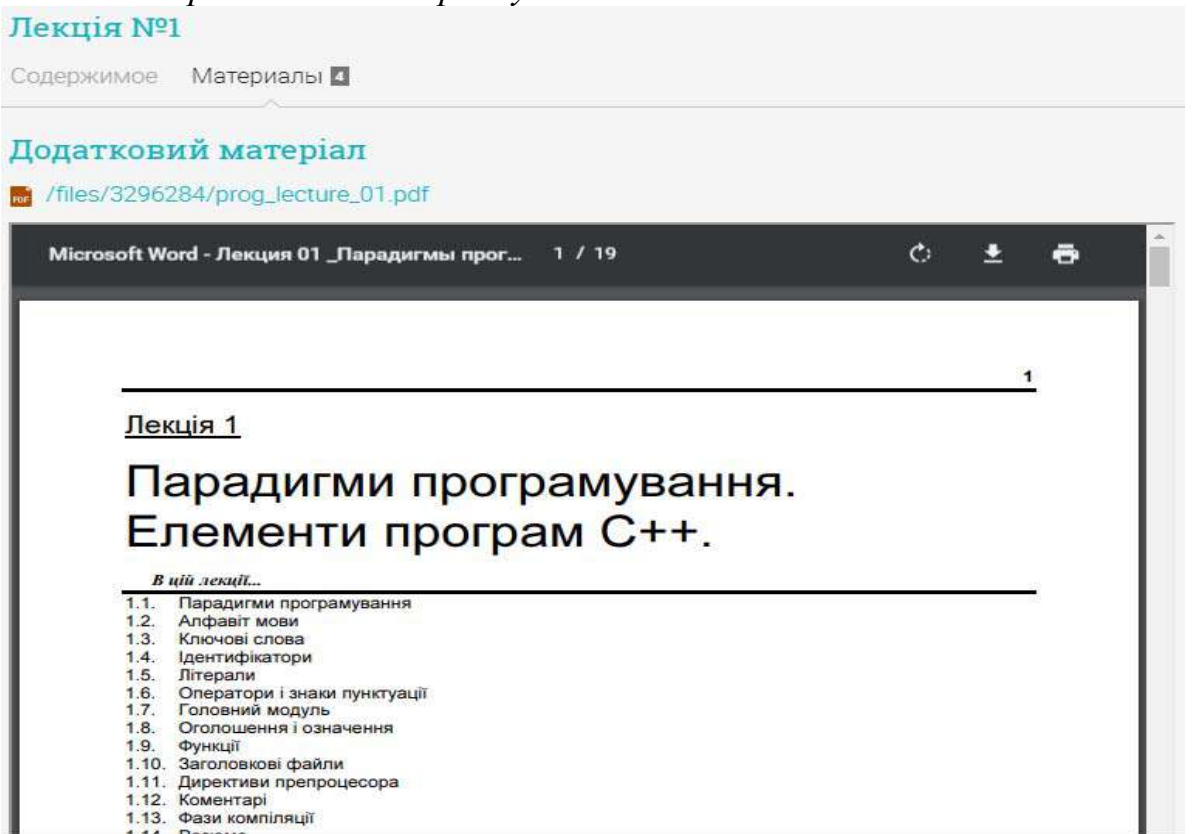 Лекція №1
Содержимое Материалы 4
Додатковий матеріал
PDF /files/3296284/prog_lecture_01.pdf
Microsoft Word - Лекция 01 _Парадигмы прог... 1 / 19
1
Лекція 1
Парадигми програмування.
Елементи програм C++.
В цій лекції...
1.1. Парадигми програмування
1.2. Алфавіт мови
1.3. Ключові слова
1.4. Ідентифікатори
1.5. Літерали
1.6. Оператори і знаки пунктуації
1.7. Головний модуль
1.8. Оголошення і означення
1.9. Функції
1.10. Заголовкові файли
1.11. Директиви препроцесора
1.12. Коментарі
1.13. Фази компіляції